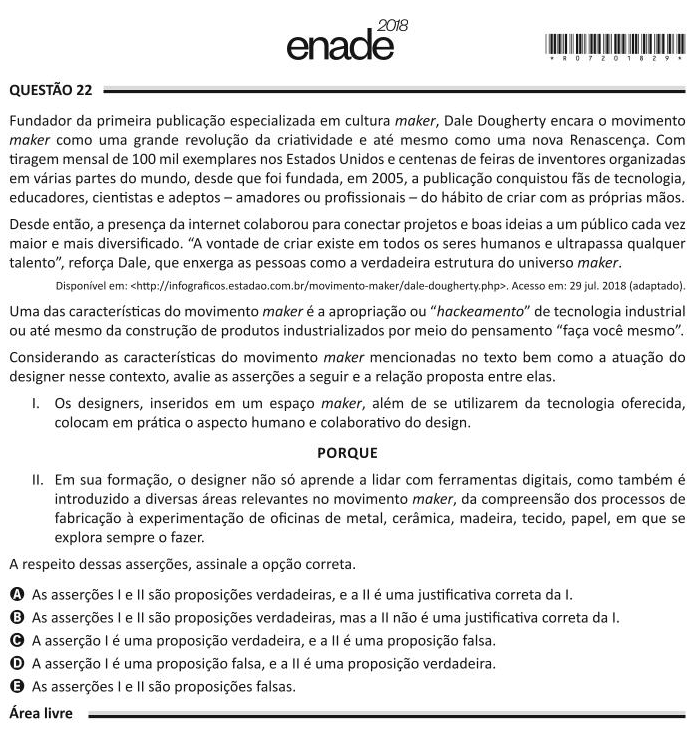 2018
enade
* R 0 7 2 0 1 8 2 9 *
QUESTÃO 22
Fundador da primeira publicação especializada em cultura maker, Dale Dougherty encara o movimento
maker como uma grande revolução da criatividade e até mesmo como uma nova Renascença. Com
tiragem mensal de 100 mil exemplares nos Estados Unidos e centenas de feiras de inventores organizadas
em várias partes do mundo, desde que foi fundada, em 2005, a publicação conquistou fãs de tecnologia,
educadores, cientistas e adeptos – amadores ou profissionais – do hábito de criar com as próprias mãos.
Desde então, a presença da internet colaborou para conectar projetos e boas ideias a um público cada vez
maior e mais diversificado. “A vontade de criar existe em todos os seres humanos e ultrapassa qualquer
talento”, reforça Dale, que enxerga as pessoas como a verdadeira estrutura do universo maker.
Disponível em: <http://infograficos.estadao.com.br/movimento-maker/dale-dougherty.php>. Acesso em: 29 jul. 2018 (adaptado).
Uma das características do movimento maker é a apropriação ou “hackeamento” de tecnologia industrial
ou até mesmo da construção de produtos industrializados por meio do pensamento “faça você mesmo”.
Considerando as características do movimento maker mencionadas no texto bem como a atuação do
designer nesse contexto, avalie as asserções a seguir e a relação proposta entre elas.
I. Os designers, inseridos em um espaço maker, além de se utilizarem da tecnologia oferecida,
colocam em prática o aspecto humano e colaborativo do design.
PORQUE
II. Em sua formação, o designer não só aprende a lidar com ferramentas digitais, como também é
introduzido a diversas áreas relevantes no movimento maker, da compreensão dos processos de
fabricação à experimentação de oficinas de metal, cerâmica, madeira, tecido, papel, em que se
explora sempre o fazer.
A respeito dessas asserções, assinale a opção correta.
A As asserções I e II são proposições verdadeiras, e a II é uma justificativa correta da I.
B As asserções I e II são proposições verdadeiras, mas a II não é uma justificativa correta da I.
C A asserção I é uma proposição verdadeira, e a II é uma proposição falsa.
D A asserção I é uma proposição falsa, e a II é uma proposição verdadeira.
E As asserções I e II são proposições falsas.
Área livre